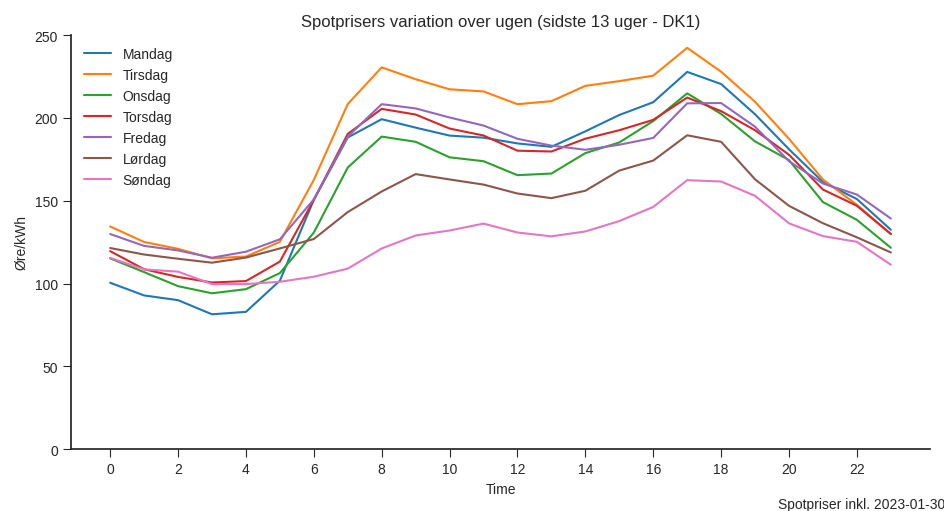 Spotprisers variation over ugen (sidste 13 uger - DK1)
250
200
150
100
50
0
Øre/kWh
Mandag
Tirsdag
Onsdag
Torsdag
Fredag
Lørdag
Søndag
0 2 4 6 8 10 12 14 16 18 20 22
Time
Spotpriser inkl. 2023-01-30